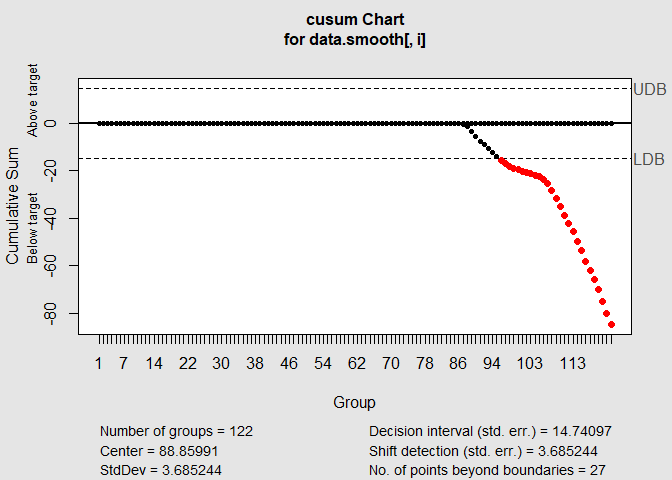 cusum Chart
for data.smooth[, i]
Above target
UDB
0
LDB
-20
Cumulative Sum
Below target
-40
-60
-80
1 7 14 22 30 38 46 54 62 70 78 86 94 103 113
Group
Number of groups = 122
Decision interval (std. err.) = 14.74097
Center = 88.85991
Shift detection (std. err.) = 3.685244
StdDev = 3.685244
No. of points beyond boundaries = 27